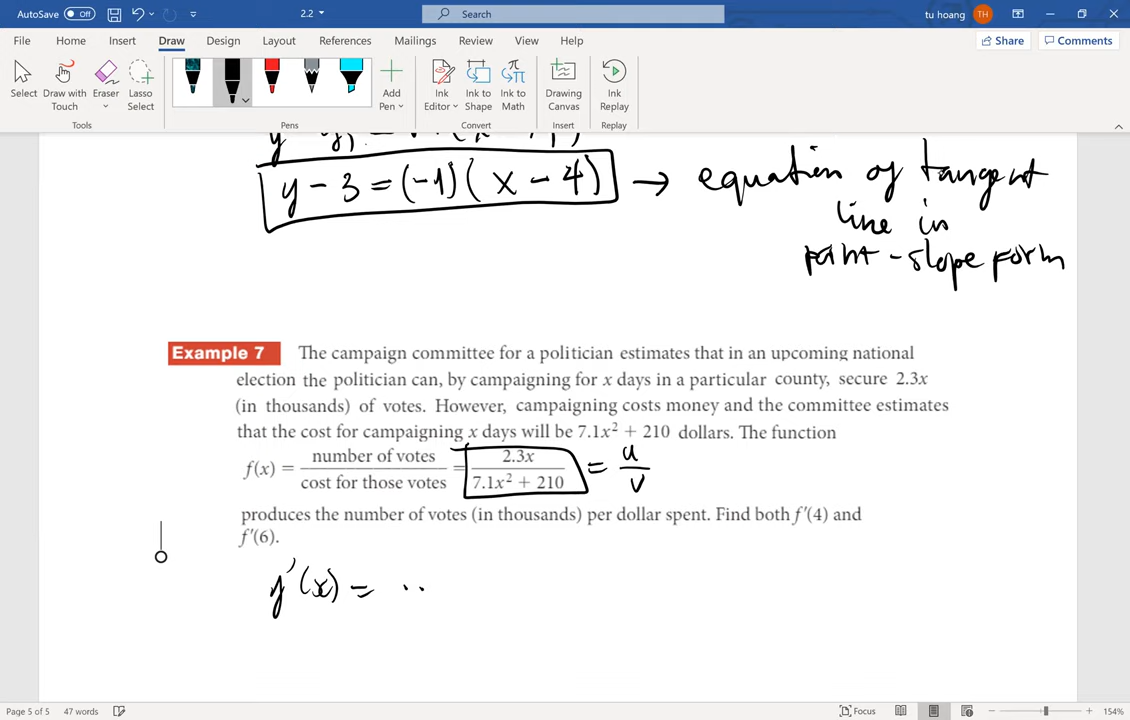 AutoSave Off 2.2 Search tu hoang TH
File Home Insert Draw Design Layout References Mailings Review View Help Share Comments
Select Draw with Touch Eraser Lasso Select Add Pen Ink Editor Ink to Shape Ink to Math Drawing Canvas Ink Replay
Tools Pens Convert Insert Replay
y - 3 = (-1)(x - 4) → equation of tangent
line in
point-slope form
Example 7 The campaign committee for a politician estimates that in an upcoming national
election the politician can, by campaigning for x days in a particular county, secure 2.3x
(in thousands) of votes. However, campaigning costs money and the committee estimates
that the cost for campaigning x days will be 7.1x² + 210 dollars. The function
f(x) = number of votes / cost for those votes = 2.3x / 7.1x² + 210 = u / v
produces the number of votes (in thousands) per dollar spent. Find both f′(4) and
f′(6).
y'(x) = ..
Page 5 of 5 47 words Focus 154%